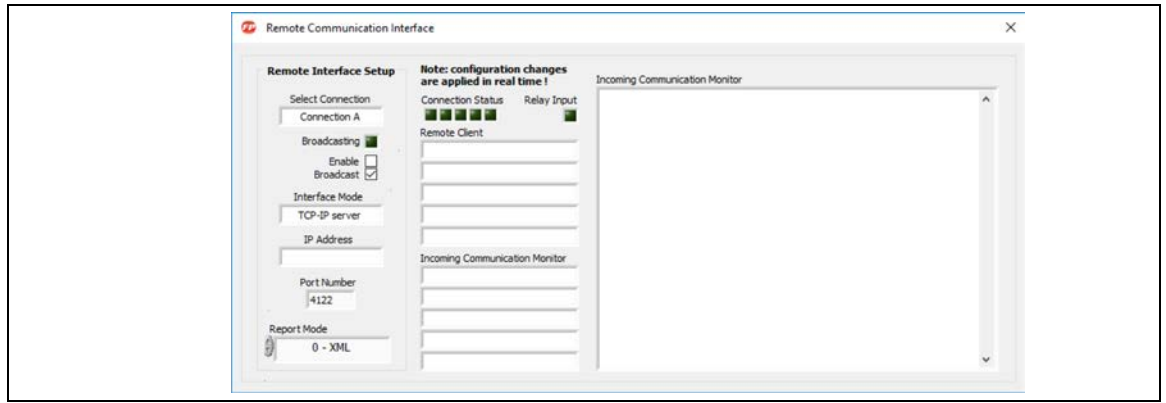 Remote Communication Interface
Remote Interface Setup
Select Connection
Connection A
Broadcasting
Enable
Broadcast
Interface Mode
TCP-IP server
IP Address
Port Number
4122
Report Mode
0 - XML
Note: configuration changes
are applied in real time !
Connection Status
Relay Input
Remote Client
Incoming Communication Monitor
Incoming Communication Monitor